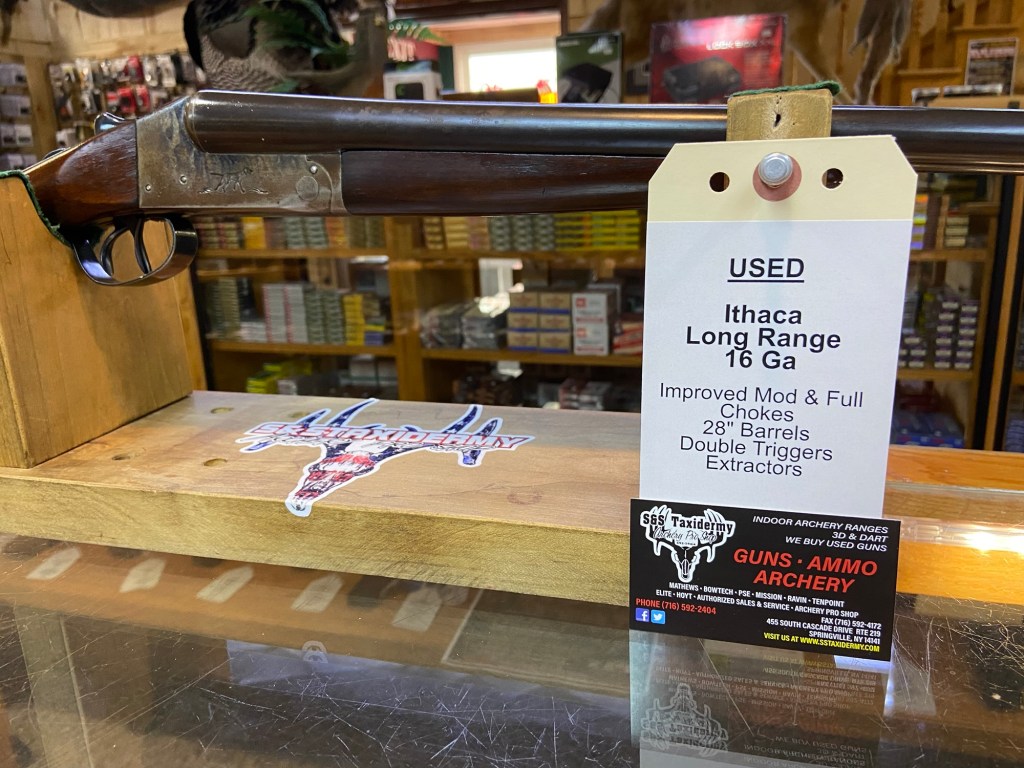 USED
Ithaca
Long Range
16 Ga
Improved Mod & Full
Chokes
28" Barrels
Double Triggers
Extractors
S&S TAXIDERMY
S&S Taxidermy
Archery Pro Shop
INDOOR ARCHERY RANGES
3D & DART
WE BUY USED GUNS
GUNS • AMMO
ARCHERY
MATHEWS • BOWTECH • PSE • MISSION • RAVIN • TENPOINT
ELITE • HOYT • AUTHORIZED SALES & SERVICE • ARCHERY PRO SHOP
PHONE (716) 592-2404
FAX (716) 592-4172
455 SOUTH CASCADE DRIVE RTE 219
SPRINGVILLE, NY 14141
VISIT US AT WWW.SSTAXIDERMY.COM